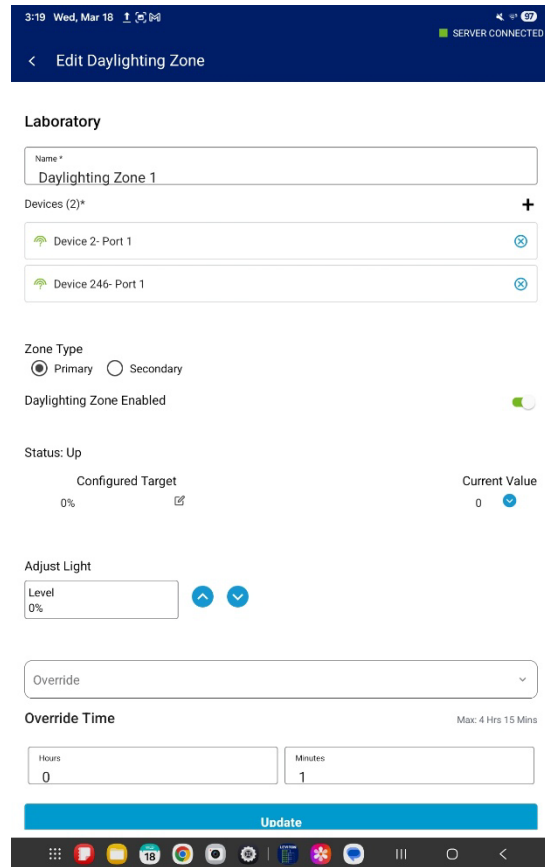 3:19 Wed, Mar 18
97
SERVER CONNECTED
Edit Daylighting Zone
Laboratory
Name *
Daylighting Zone 1
Devices (2)*
Device 2- Port 1
Device 246- Port 1
Zone Type
Primary Secondary
Daylighting Zone Enabled
Status: Up
Configured Target Current Value
0% 0
Adjust Light
Level
0%
Override
Override Time Max: 4 Hrs 15 Mins
Hours Minutes
0 1
Update
18